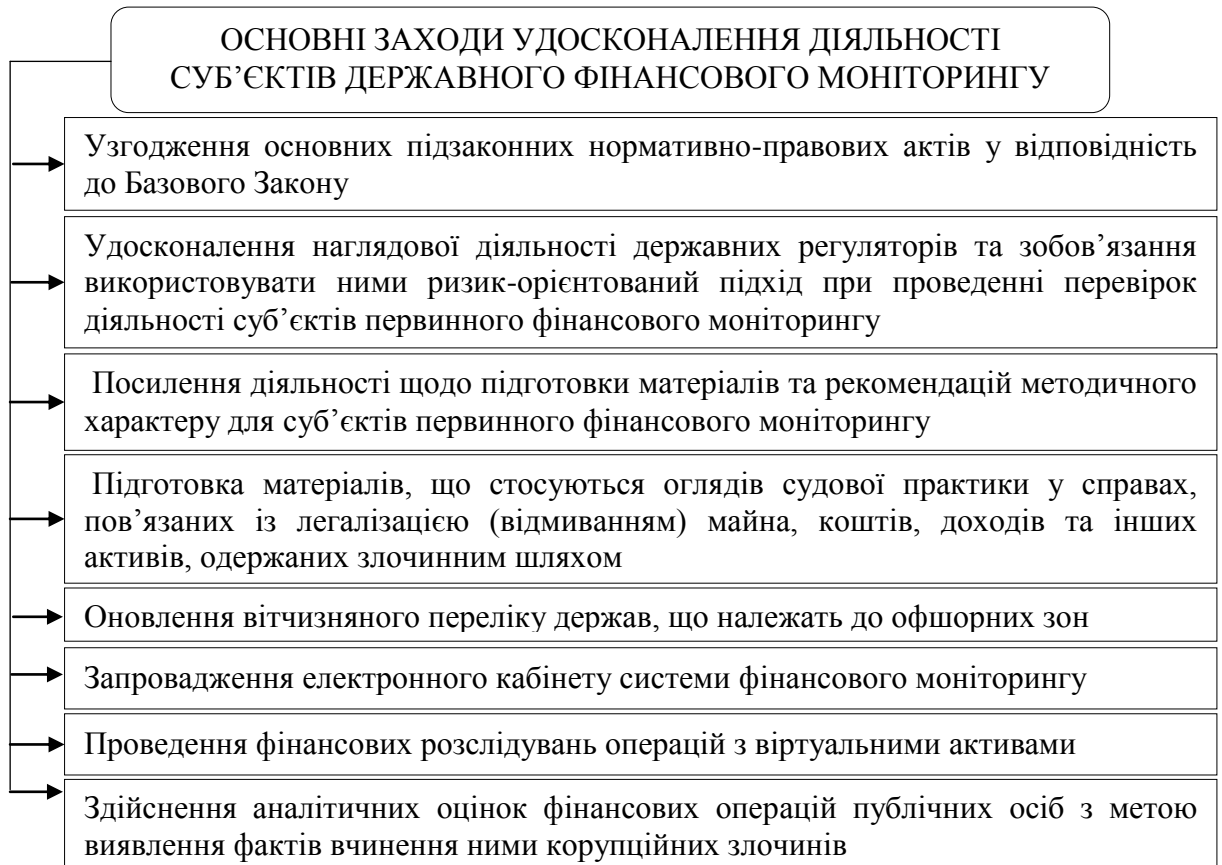 ОСНОВНІ ЗАХОДИ УДОСКОНАЛЕННЯ ДІЯЛЬНОСТІ
СУБ’ЄКТІВ ДЕРЖАВНОГО ФІНАНСОВОГО МОНІТОРИНГУ
Узгодження основних підзаконних нормативно-правових актів у відповідність
до Базового Закону
Удосконалення наглядової діяльності державних регуляторів та зобов’язання
використовувати ними ризик-орієнтований підхід при проведенні перевірок
діяльності суб’єктів первинного фінансового моніторингу
Посилення діяльності щодо підготовки матеріалів та рекомендацій методичного
характеру для суб’єктів первинного фінансового моніторингу
Підготовка матеріалів, що стосуються оглядів судової практики у справах,
пов’язаних із легалізацією (відмиванням) майна, коштів, доходів та інших
активів, одержаних злочинним шляхом
Оновлення вітчизняного переліку держав, що належать до офшорних зон
Запровадження електронного кабінету системи фінансового моніторингу
Проведення фінансових розслідувань операцій з віртуальними активами
Здійснення аналітичних оцінок фінансових операцій публічних осіб з метою
виявлення фактів вчинення ними корупційних злочинів